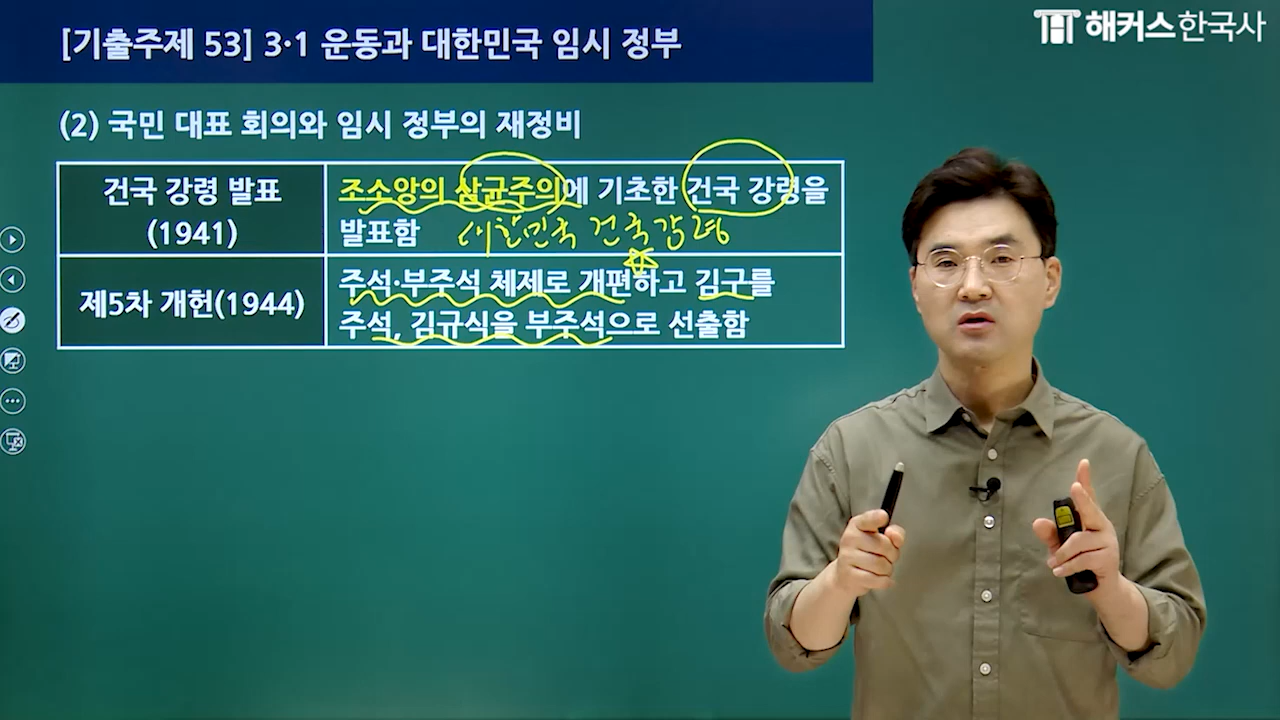 [기출주제 53] 3·1 운동과 대한민국 임시 정부
해커스한국사
(2) 국민 대표 회의와 임시 정부의 재정비
건국 강령 발표
(1941)
조소앙의 삼균주의에 기초한 건국 강령을
발표함 대한민국 건국강령
제5차 개헌(1944)
주석·부주석 체제로 개편하고 김구를
주석, 김규식을 부주석으로 선출함